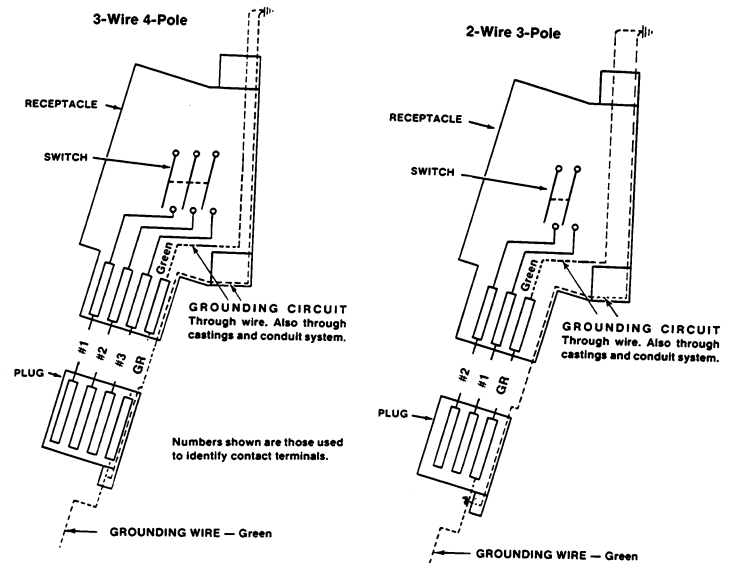 3-Wire 4-Pole
RECEPTACLE
SWITCH
Green
GROUNDING CIRCUIT
Through wire. Also through
castings and conduit system.
#1
#2
#3
GR
PLUG
Numbers shown are those used
to identify contact terminals.
GROUNDING WIRE — Green
2-Wire 3-Pole
RECEPTACLE
SWITCH
Green
GROUNDING CIRCUIT
Through wire. Also through
castings and conduit system.
#2
#1
GR
PLUG
GROUNDING WIRE — Green